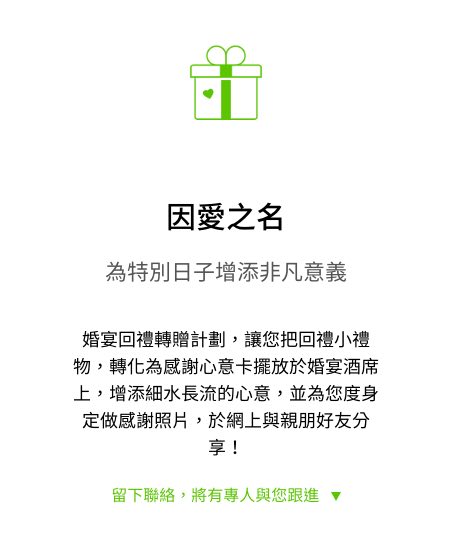 因愛之名
為特別日子增添非凡意義
婚宴回禮轉贈計劃，讓您把回禮小禮
物，轉化為感謝心意卡擺放於婚宴酒席
上，增添細水長流的心意，並為您度身
定做感謝照片，於網上與親朋好友分
享！
留下聯絡，將有專人與您跟進 ▼